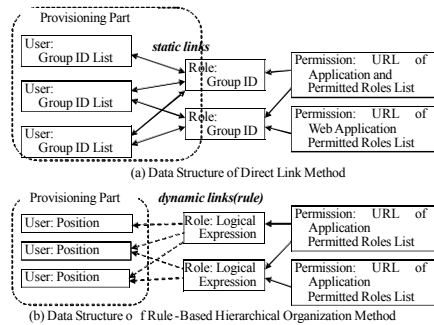 Provisioning Part
User:
Group ID List
User:
Group ID List
User:
Group ID List
static links
Role:
Group ID
Role:
Group ID
Permission: URL of
Application and
Permitted Roles List
Permission: URL of
Web Application
Permitted Roles List
(a) Data Structure of Direct Link Method
Provisioning Part
User: Position
User: Position
User: Position
dynamic links(rule)
Role: Logical
Expression
Role: Logical
Expression
Permission: URL of
Application
Permitted Roles List
Permission: URL of
Application
Permitted Roles List
(b) Data Structure o f Rule-Based Hierarchical Organization Method